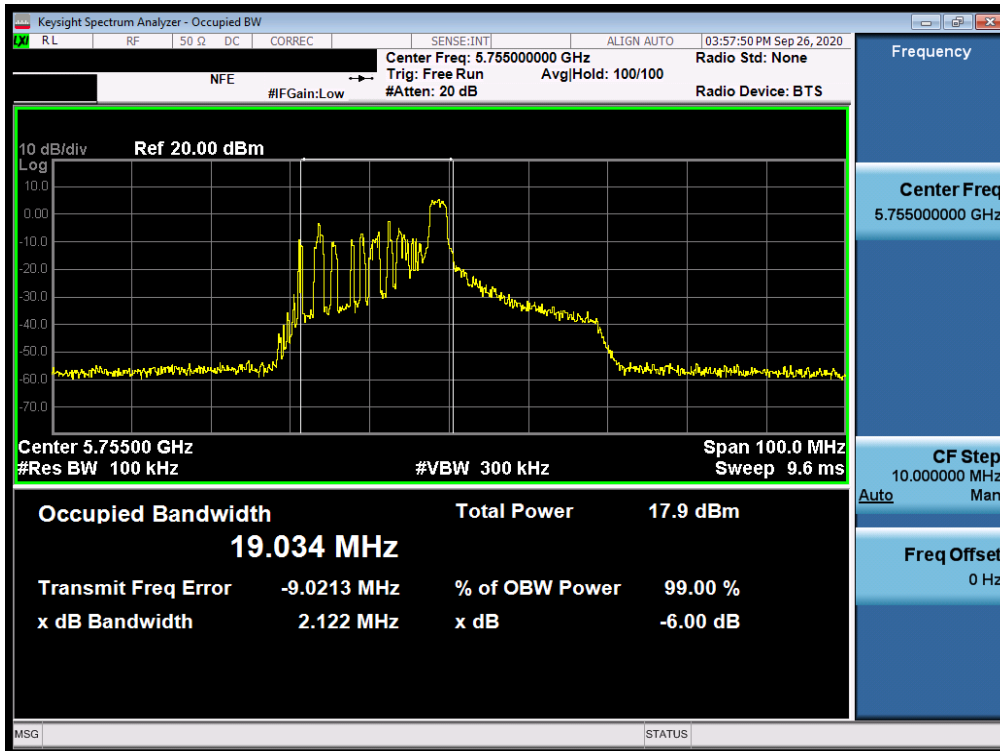 Keysight Spectrum Analyzer - Occupied BW
LXI RL RF 50 Ω DC CORREC SENSE:INT ALIGN AUTO 03:57:50 PM Sep 26, 2020
Center Freq: 5.755000000 GHz Radio Std: None
NFE Trig: Free Run Avg|Hold: 100/100
#IFGain:Low #Atten: 20 dB Radio Device: BTS
10 dB/div Ref 20.00 dBm
Log
10.0
0.00
-10.0
-20.0
-30.0
-40.0
-50.0
-60.0
-70.0
Center 5.75500 GHz Span 100.0 MHz
#Res BW 100 kHz #VBW 300 kHz Sweep 9.6 ms
Occupied Bandwidth Total Power 17.9 dBm
19.034 MHz
Transmit Freq Error -9.0213 MHz % of OBW Power 99.00 %
x dB Bandwidth 2.122 MHz x dB -6.00 dB
Frequency
Center Freq
5.755000000 GHz
CF Step
10.000000 MHz
Auto Man
Freq Offset
0 Hz
MSG STATUS